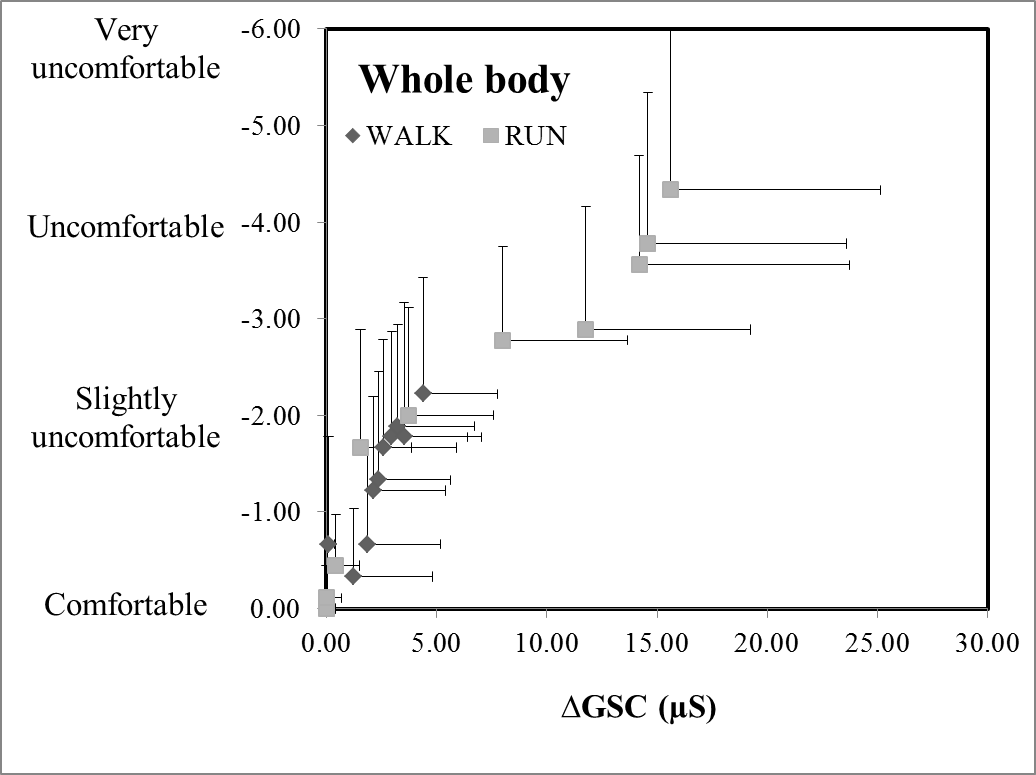 Very
uncomfortable
Uncomfortable
Slightly
uncomfortable
Comfortable
-6.00
-5.00
-4.00
-3.00
-2.00
-1.00
0.00
Whole body
WALK RUN
0.00 5.00 10.00 15.00 20.00 25.00 30.00
∆GSC (µS)